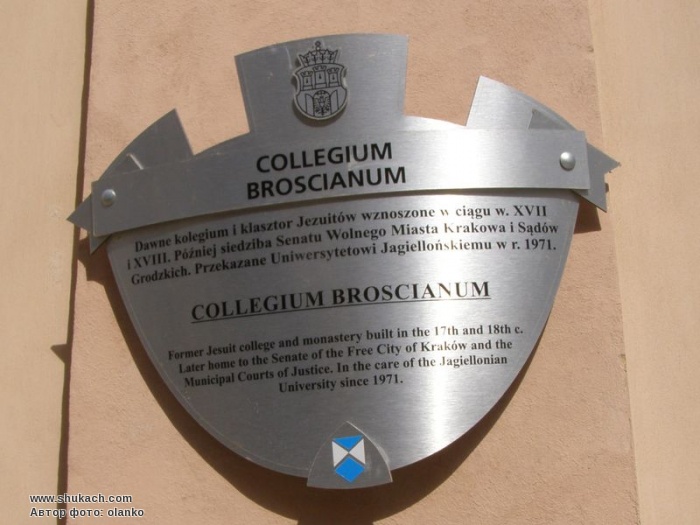 COLLEGIUM
BROSCIANUM
Dawne kolegium i klasztor Jezuitów wznoszone w ciągu w. XVII
i XVIII. Później siedziba Senatu Wolnego Miasta Krakowa i Sądów
Grodzkich. Przekazane Uniwersytetowi Jagiellońskiemu w r. 1971.
COLLEGIUM BROSCIANUM
Former Jesuit college and monastery built in the 17th and 18th c.
Later home to the Senate of the Free City of Kraków and the
Municipal Courts of Justice. In the care of the Jagiellonian
University since 1971.
www.shukach.com
Автор фото: olanko